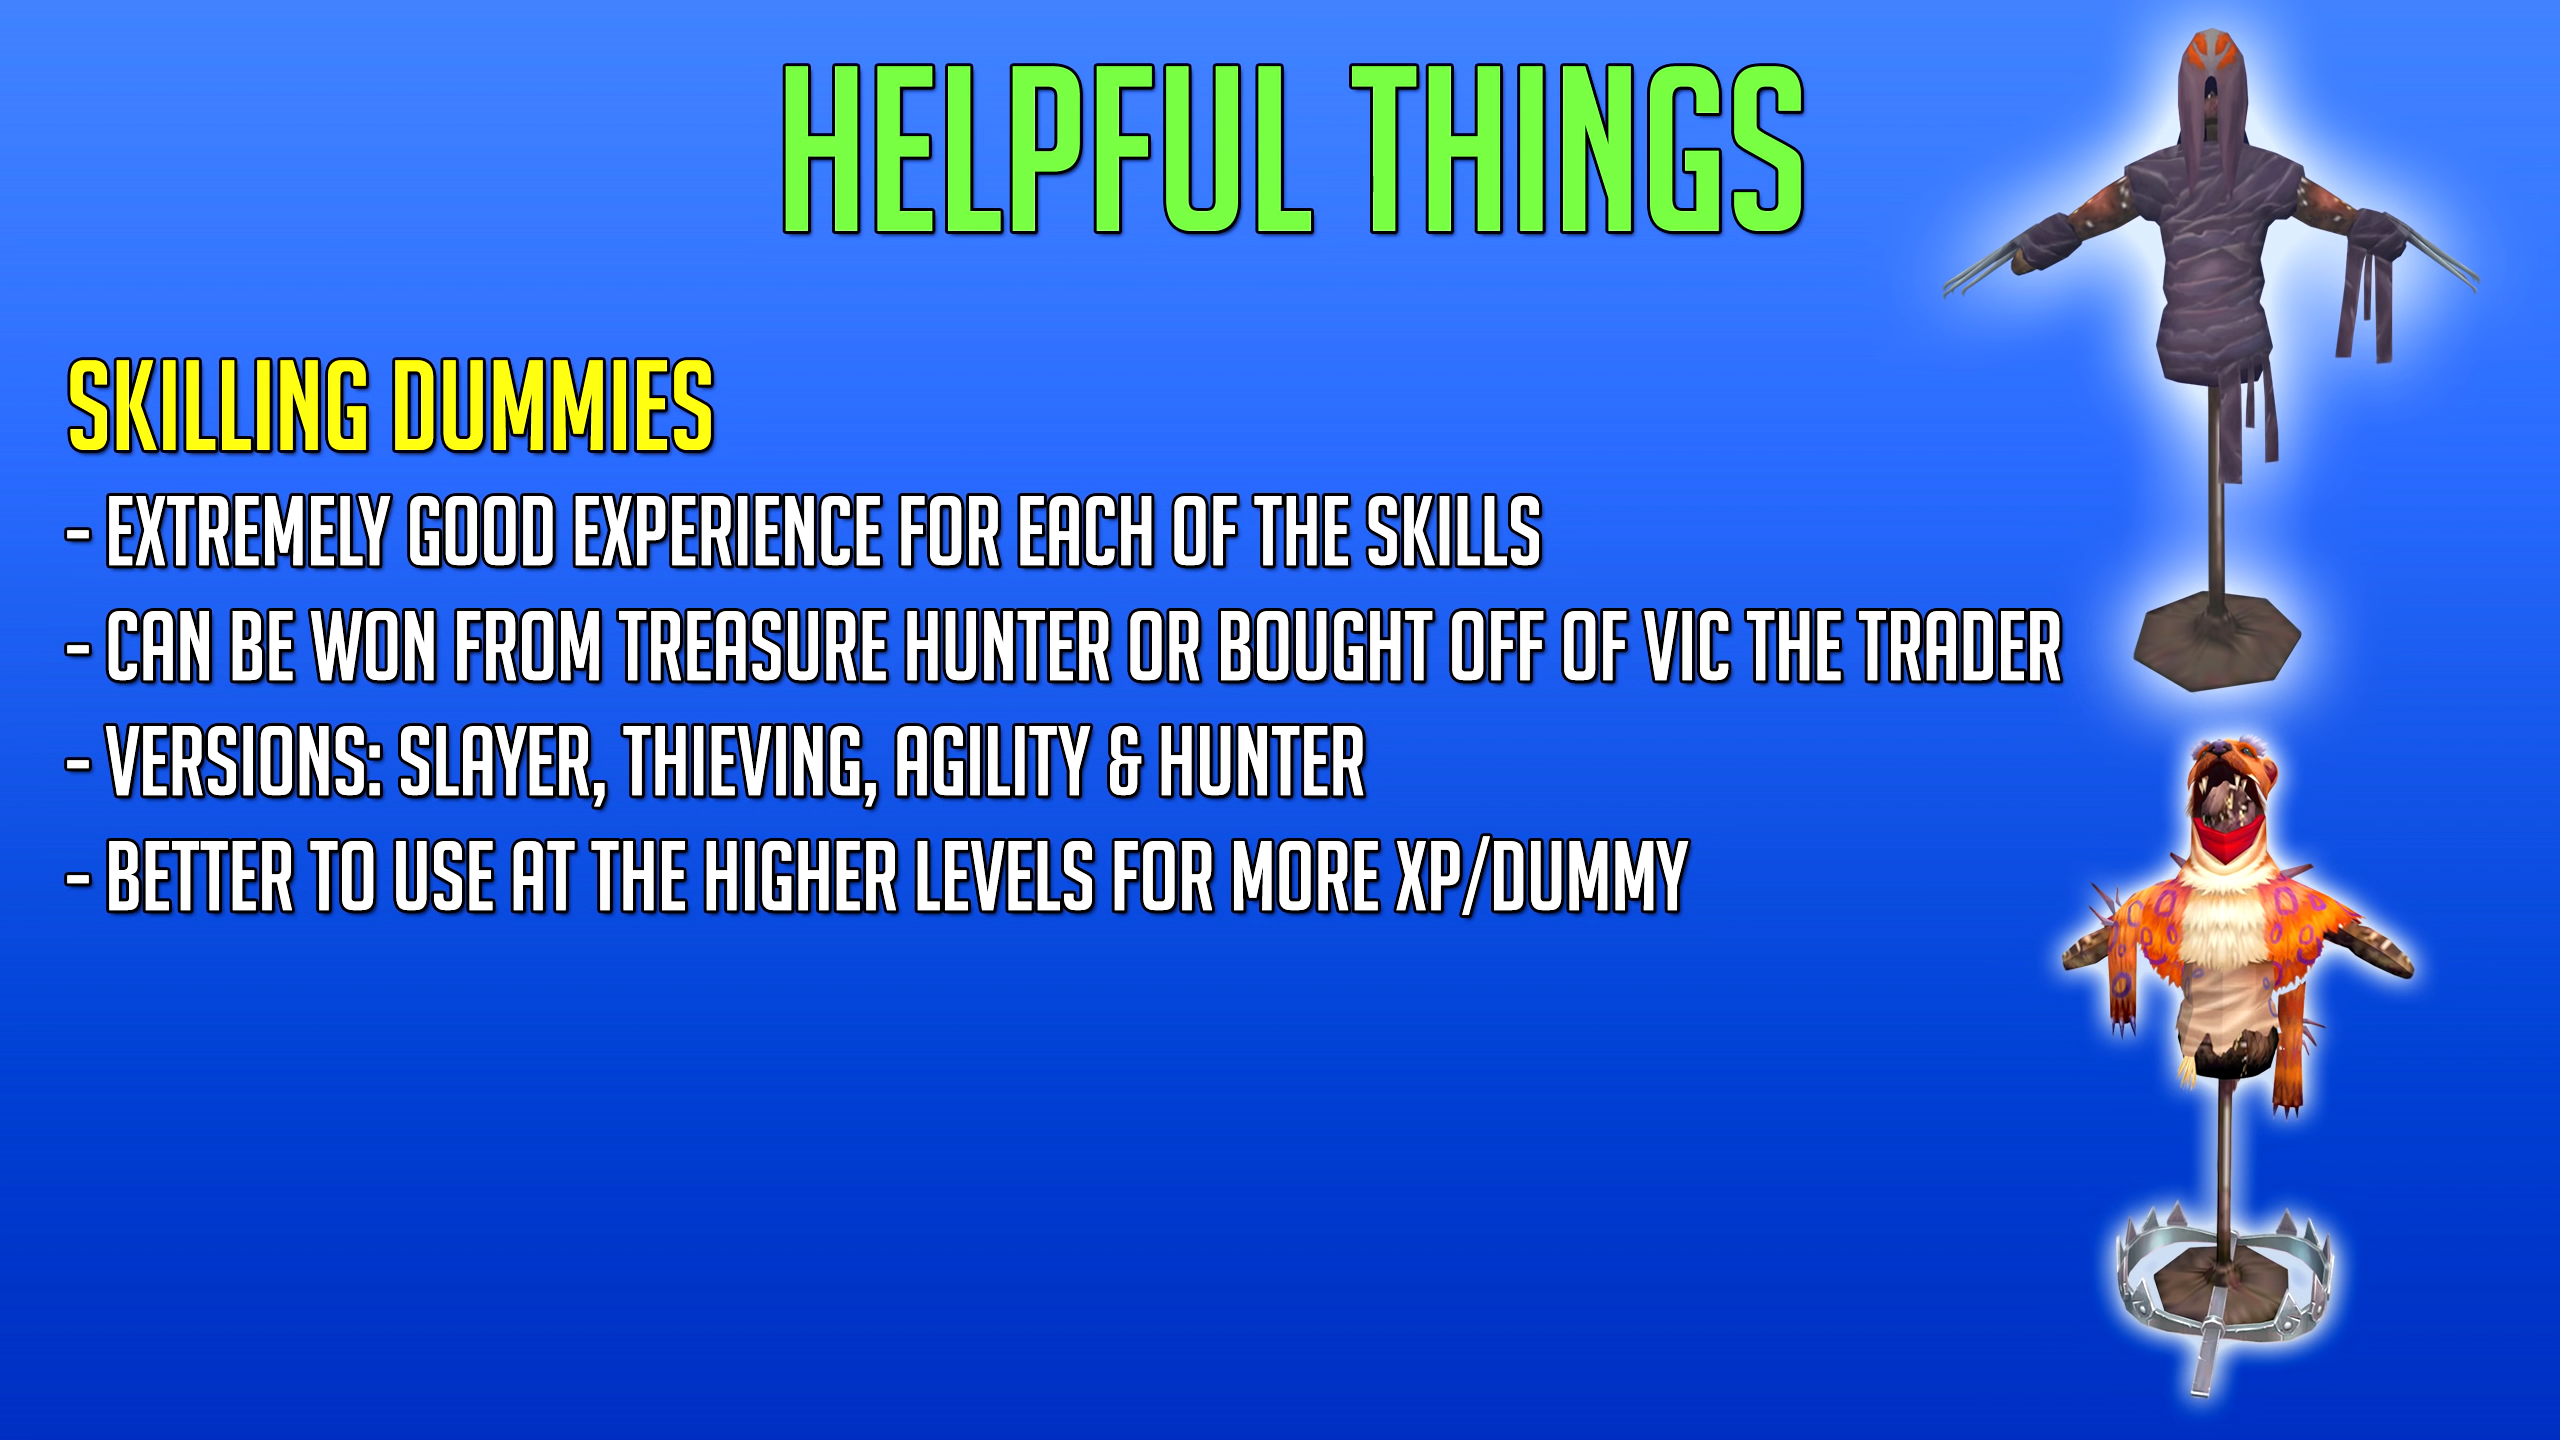 HELPFUL THINGS
SKILLING DUMMIES
- EXTREMELY GOOD EXPERIENCE FOR EACH OF THE SKILLS
- CAN BE WON FROM TREASURE HUNTER OR BOUGHT OFF OF VIC THE TRADER
- VERSIONS: SLAYER, THIEVING, AGILITY & HUNTER
- BETTER TO USE AT THE HIGHER LEVELS FOR MORE XP/DUMMY